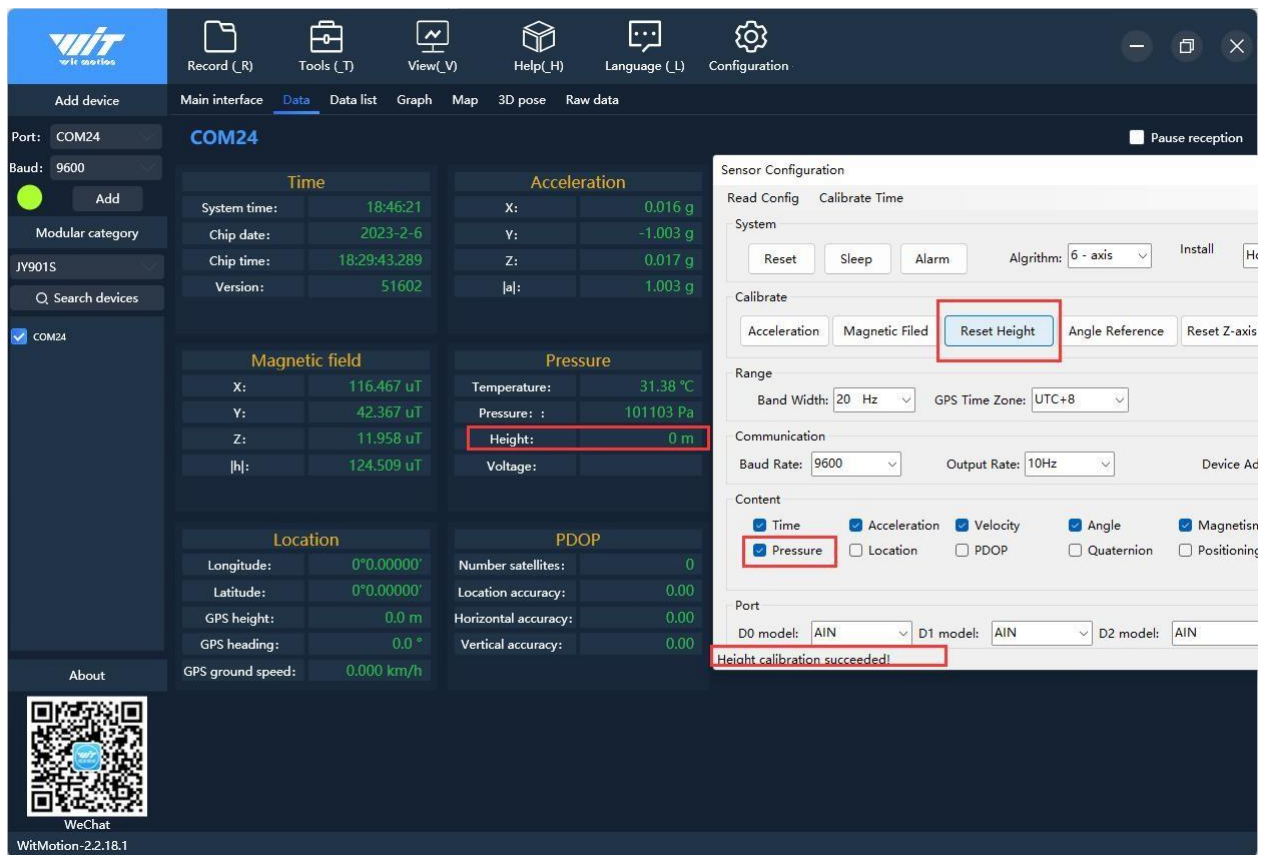 WiT
wit motion
Record (_R)
Tools (_T)
View(_V)
Help(_H)
Language (_L)
Configuration
Add device
Main interface
Data
Data list
Graph
Map
3D pose
Raw data
Port: COM24
Baud: 9600
Add
Modular category
JY901S
Search devices
COM24
COM24
Pause reception
Time
System time: 18:46:21
Chip date: 2023-2-6
Chip time: 18:29:43.289
Version: 51602
Acceleration
X: 0.016 g
Y: -1.003 g
Z: 0.017 g
|a|: 1.003 g
Magnetic field
X: 116.467 uT
Y: 42.367 uT
Z: 11.958 uT
|h|: 124.509 uT
Pressure
Temperature: 31.38 °C
Pressure: : 101103 Pa
Height: 0 m
Voltage:
Location
Longitude: 0°0.00000'
Latitude: 0°0.00000'
GPS height: 0.0 m
GPS heading: 0.0 °
GPS ground speed: 0.000 km/h
PDOP
Number satellites: 0
Location accuracy: 0.00
Horizontal accuracy: 0.00
Vertical accuracy: 0.00
Sensor Configuration
Read Config Calibrate Time
System
Reset Sleep Alarm Algrithm: 6 - axis Install Ho
Calibrate
Acceleration Magnetic Filed Reset Height Angle Reference Reset Z-axis
Range
Band Width: 20 Hz GPS Time Zone: UTC+8
Communication
Baud Rate: 9600 Output Rate: 10Hz Device Ad
Content
Time Acceleration Velocity Angle Magnetism
Pressure Location PDOP Quaternion Positioning
Port
D0 model: AIN D1 model: AIN D2 model: AIN
Height calibration succeeded!
About
WeChat
WitMotion-2.2.18.1